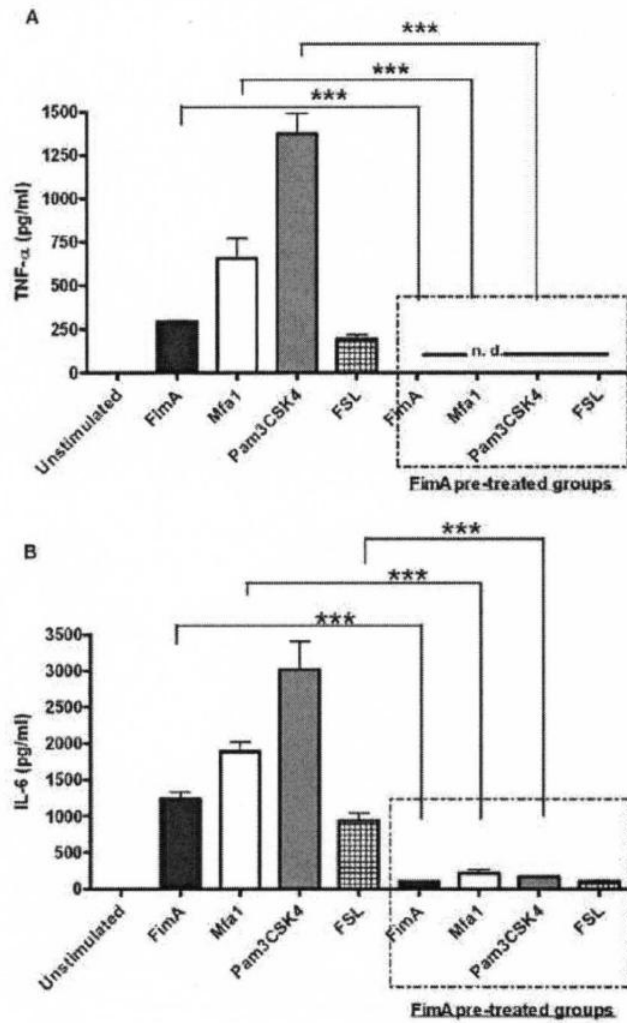 A
***
***
***
1500
1250
750
500
250
0
TNF-α (pg/ml)
n. d.
Unstimulated
FimA
Mfa1
Pam3CSK4
FSL
FimA
Mfa1
Pam3CSK4
FSL
FimA pre-treated groups
B
***
***
***
3500
3000
2500
2000
1500
1000
500
0
IL-6 (pg/ml)
Unstimulated
FimA
Mfa1
Pam3CSK4
FSL
FimA
Mfa1
Pam3CSK4
FSL
FimA pre-treated groups